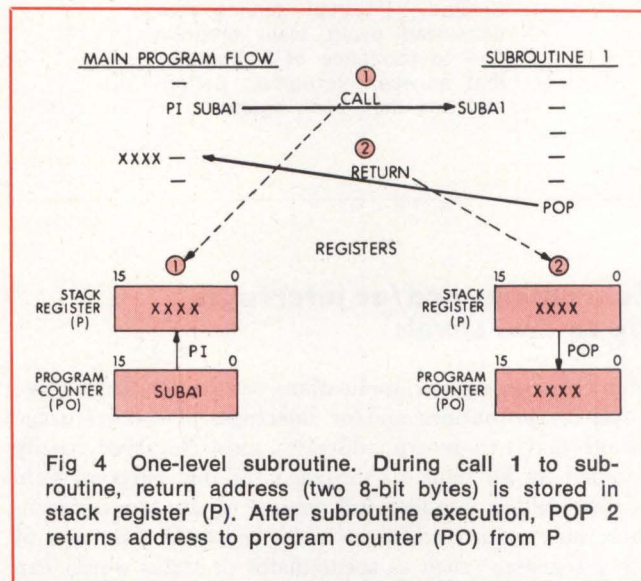 MAIN PROGRAM FLOW
SUBROUTINE 1
1
CALL
PI SUBA1
SUBA1
2
XXXX
RETURN
POP
REGISTERS
1
2
15 0
15 0
STACK REGISTER (P)
XXXX
STACK REGISTER (P)
XXXX
PI
POP
15 0
15 0
PROGRAM COUNTER (PO)
SUBA1
PROGRAM COUNTER (PO)
XXXX
Fig 4 One-level subroutine. During call 1 to sub-
routine, return address (two 8-bit bytes) is stored in
stack register (P). After subroutine execution, POP 2
returns address to program counter (PO) from P